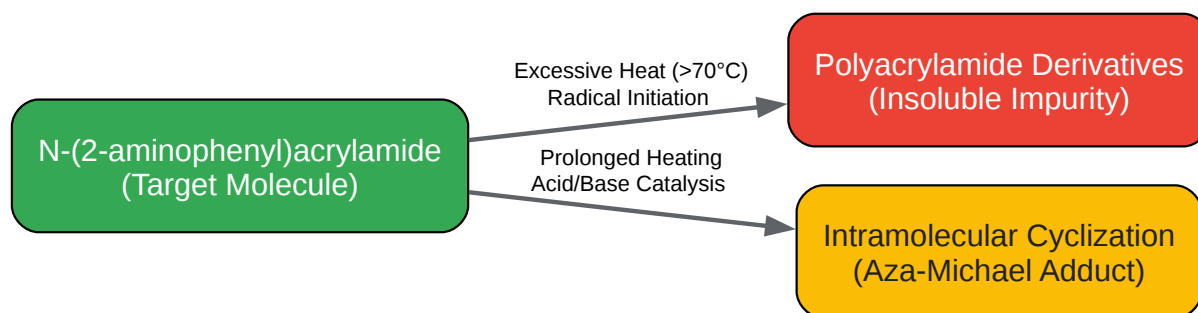 N-(2-aminophenyl)acrylamide
(Target Molecule)
Excessive Heat (>70°C)
Radical Initiation
Polyacrylamide Derivatives
(Insoluble Impurity)
Prolonged Heating
Acid/Base Catalysis
Intramolecular Cyclization
(Aza-Michael Adduct)